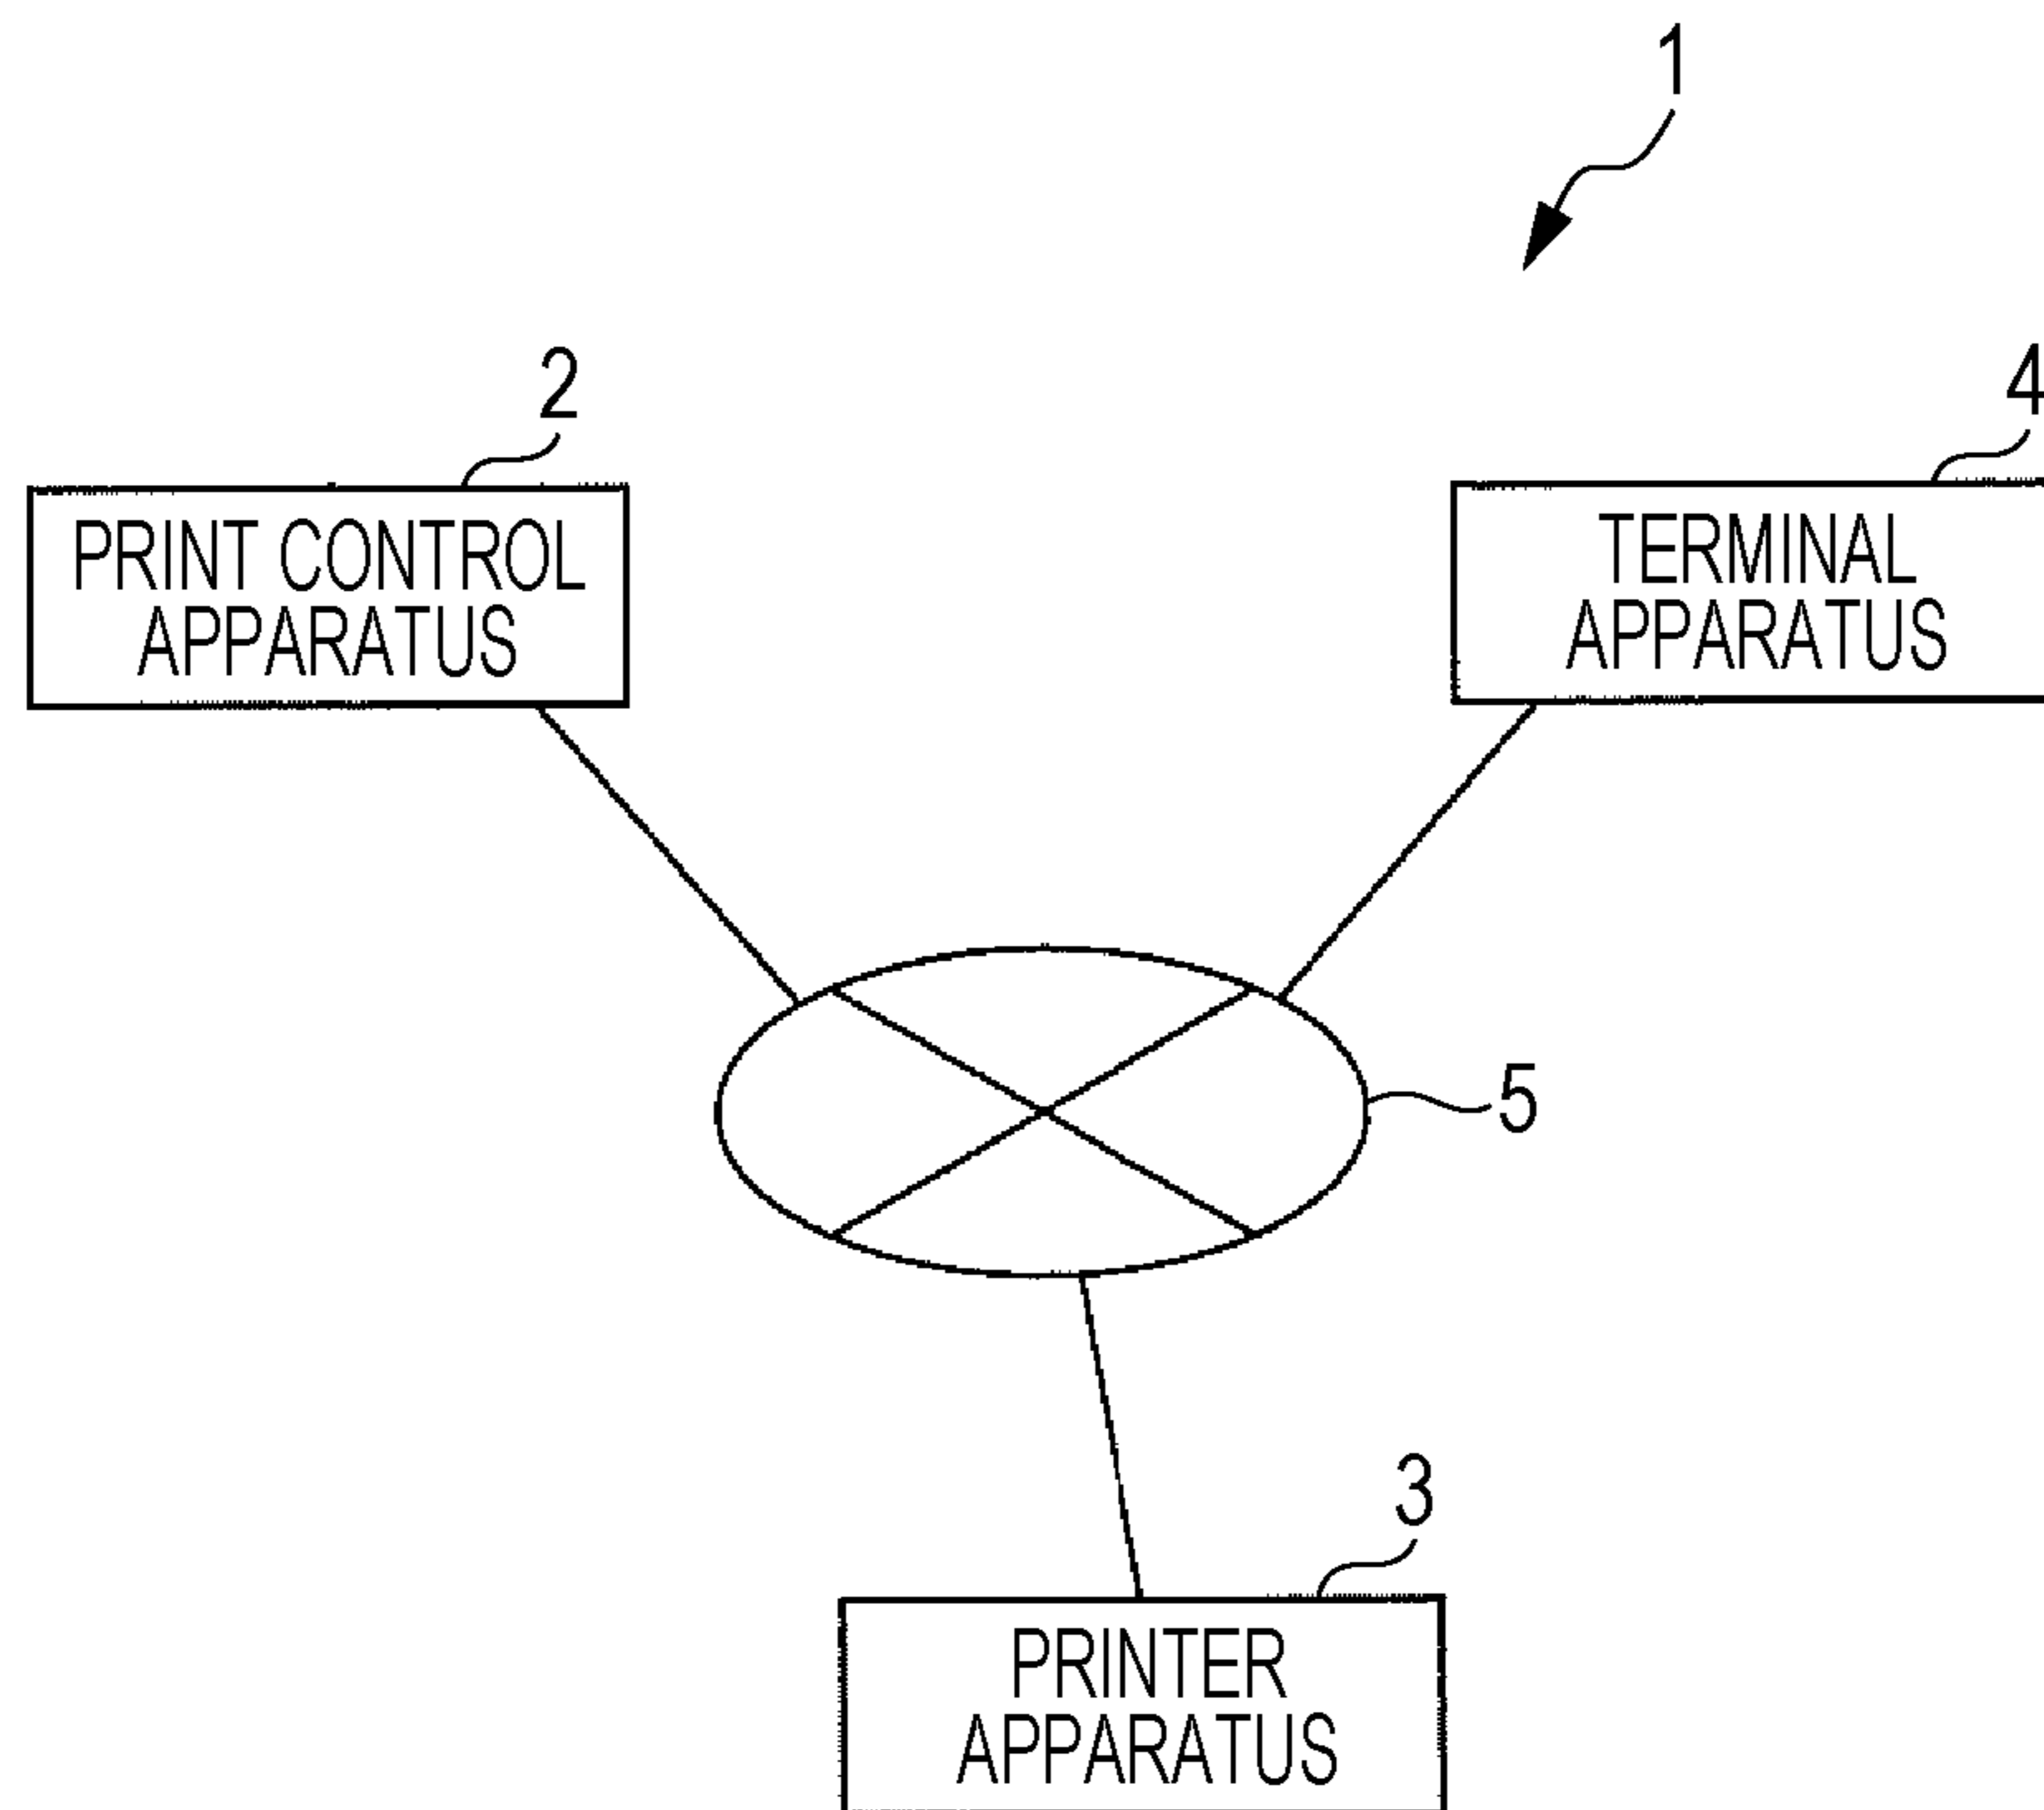 1
2
4
PRINT CONTROL
APPARATUS
TERMINAL
APPARATUS
5
3
PRINTER
APPARATUS